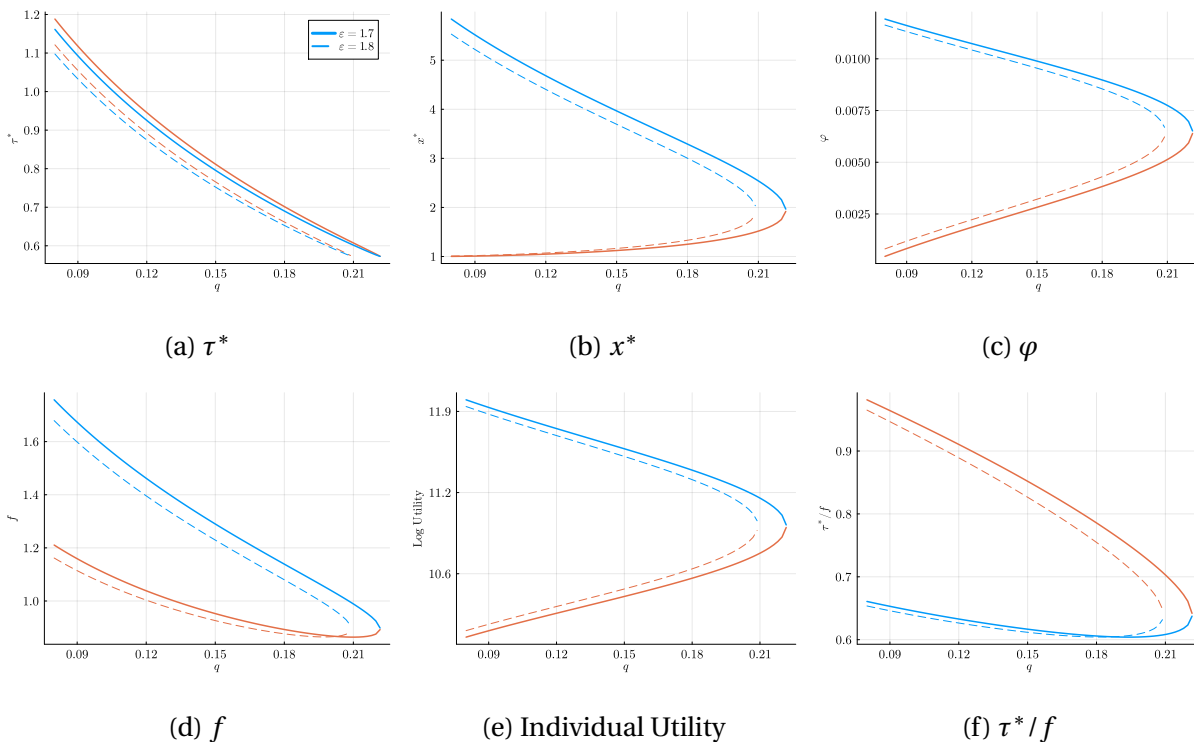 1.2
1.1
1.0
0.9
0.8
0.7
0.6
τ*
0.09 0.12 0.15 0.18 0.21
q
ε = 1.7
ε = 1.8
(a) τ*
5
4
3
2
1
x*
0.09 0.12 0.15 0.18 0.21
q
(b) x*
0.0100
0.0075
0.0050
0.0025
φ
0.09 0.12 0.15 0.18 0.21
q
(c) φ
1.6
1.4
1.2
1.0
f
0.09 0.12 0.15 0.18 0.21
q
(d) f
11.9
11.2
10.6
Log Utility
0.09 0.12 0.15 0.18 0.21
q
(e) Individual Utility
0.9
0.8
0.7
0.6
τ*/f
0.09 0.12 0.15 0.18 0.21
q
(f) τ*/f